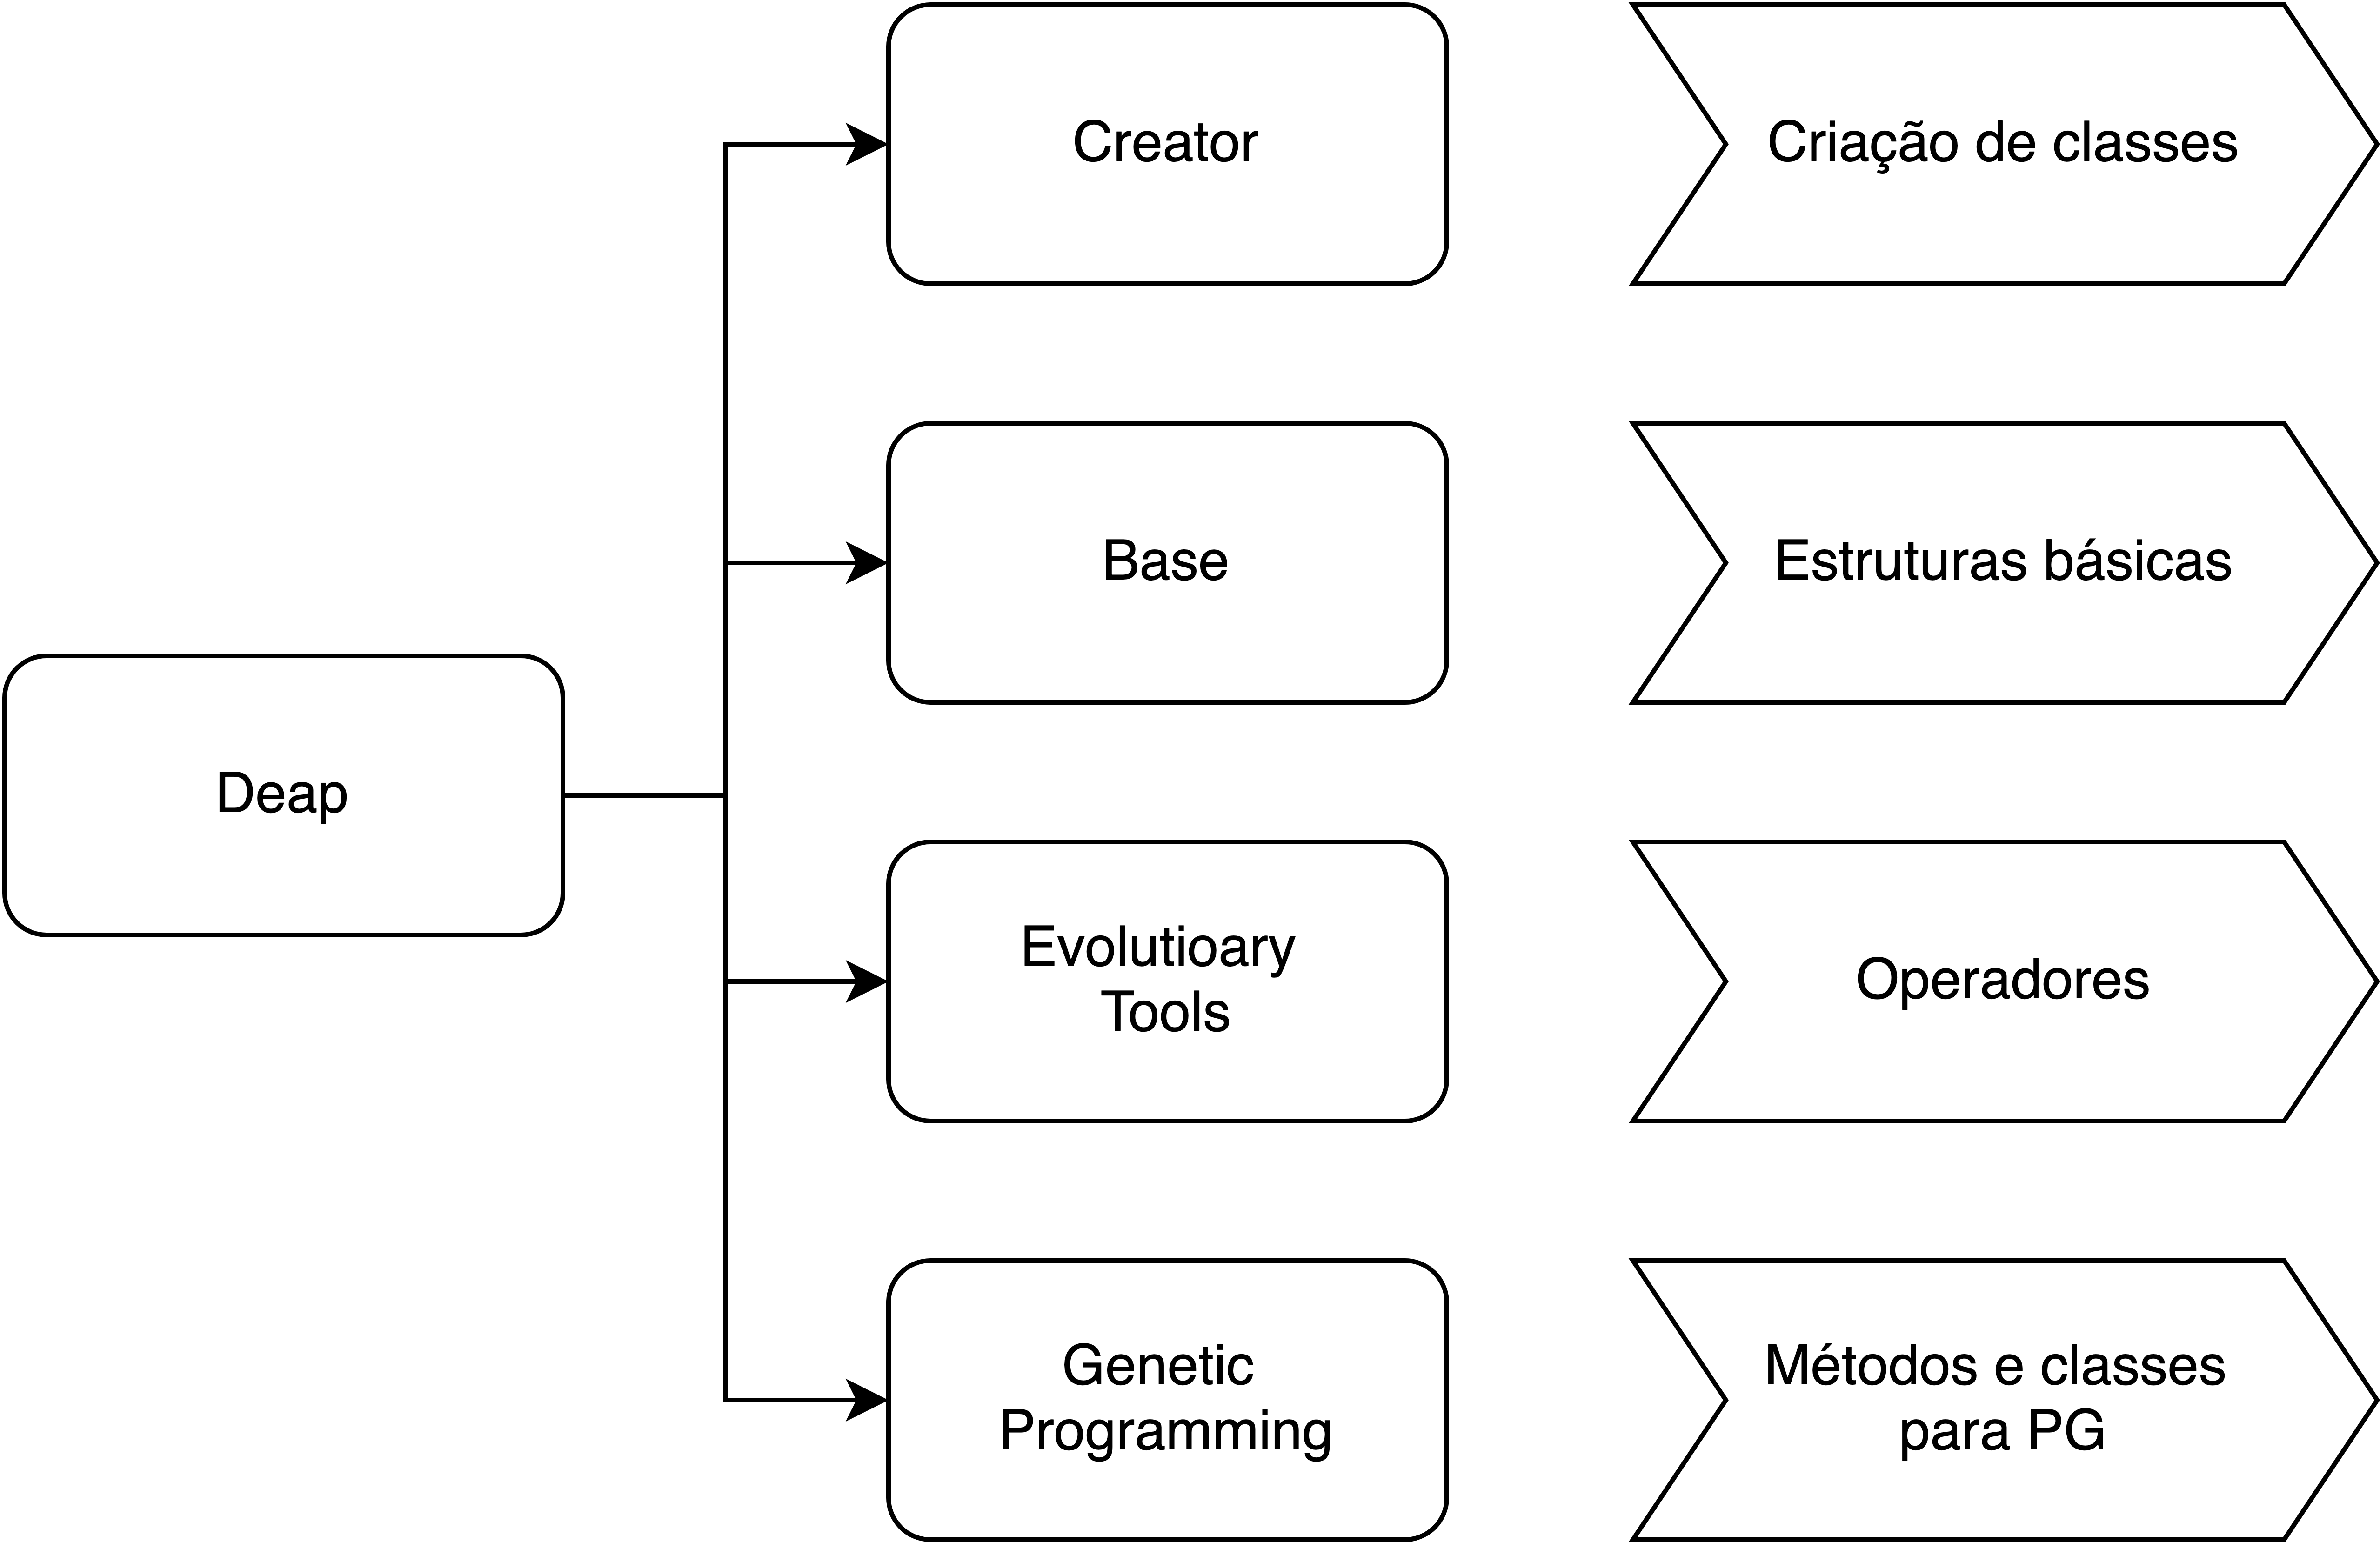 Creator
Criação de classes
Base
Estruturas básicas
Deap
Evolutioary
Tools
Operadores
Genetic
Programming
Métodos e classes
para PG